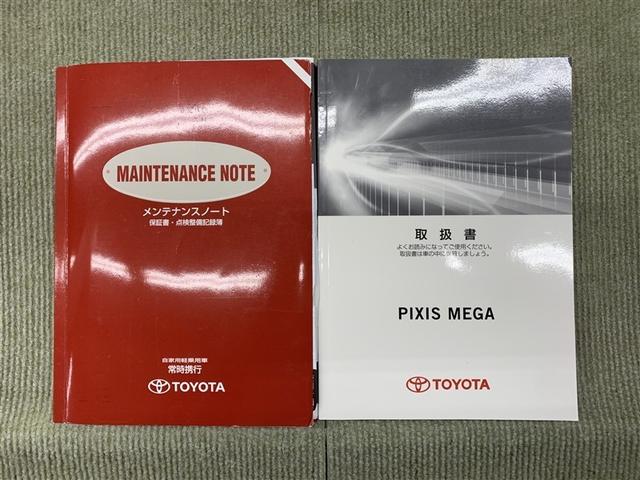 MAINTENANCE NOTE
メンテナンスノート
保証書・点検整備記録簿
自家用軽乗用車
常時携行
TOYOTA
取扱書
よくお読みになってご使用ください。
取扱書は車の中に保管しましょう。
PIXIS MEGA
TOYOTA